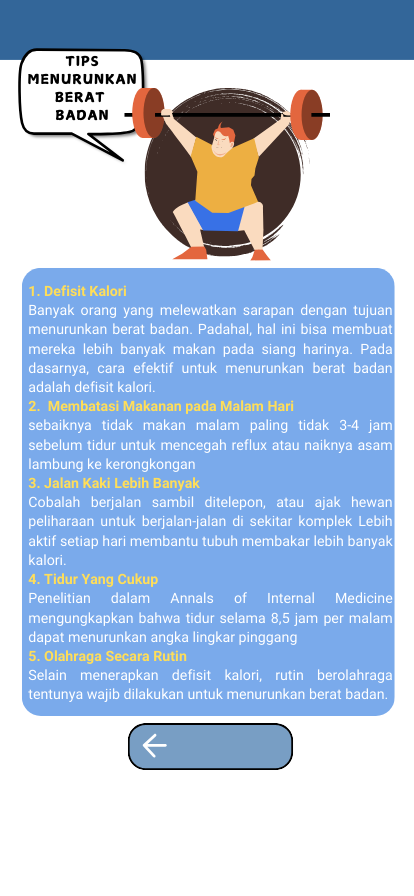 TIPS
MENURUNKAN
BERAT
BADAN
1. Defisit Kalori
Banyak orang yang melewatkan sarapan dengan tujuan
menurunkan berat badan. Padahal, hal ini bisa membuat
mereka lebih banyak makan pada siang harinya. Pada
dasarnya, cara efektif untuk menurunkan berat badan
adalah defisit kalori.
2. Membatasi Makanan pada Malam Hari
sebaiknya tidak makan malam paling tidak 3-4 jam
sebelum tidur untuk mencegah reflux atau naiknya asam
lambung ke kerongkongan
3. Jalan Kaki Lebih Banyak
Cobalah berjalan sambil ditelepon, atau ajak hewan
peliharaan untuk berjalan-jalan di sekitar komplek Lebih
aktif setiap hari membantu tubuh membakar lebih banyak
kalori.
4. Tidur Yang Cukup
Penelitian dalam Annals of Internal Medicine
mengungkapkan bahwa tidur selama 8,5 jam per malam
dapat menurunkan angka lingkar pinggang
5. Olahraga Secara Rutin
Selain menerapkan defisit kalori, rutin berolahraga
tentunya wajib dilakukan untuk menurunkan berat badan.